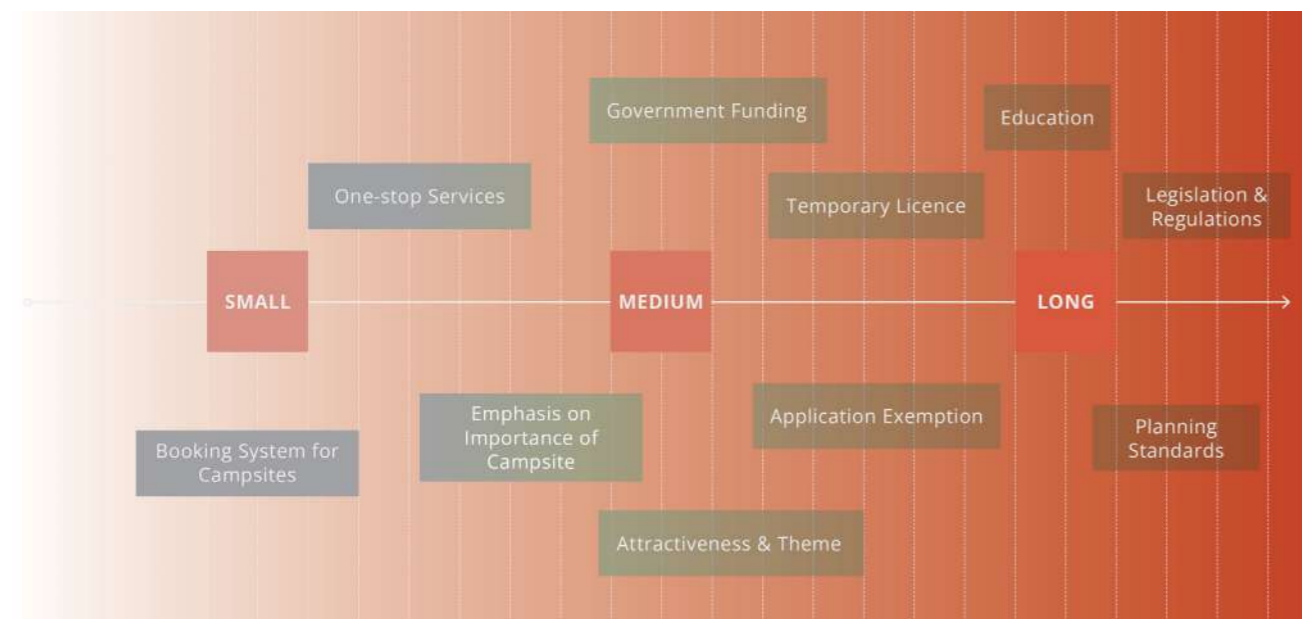 Government Funding
Education
One-stop Services
Temporary Licence
Legislation &
Regulations
SMALL
MEDIUM
LONG
Emphasis on
Importance of
Campsite
Application Exemption
Planning
Standards
Booking System for
Campsites
Attractiveness & Theme